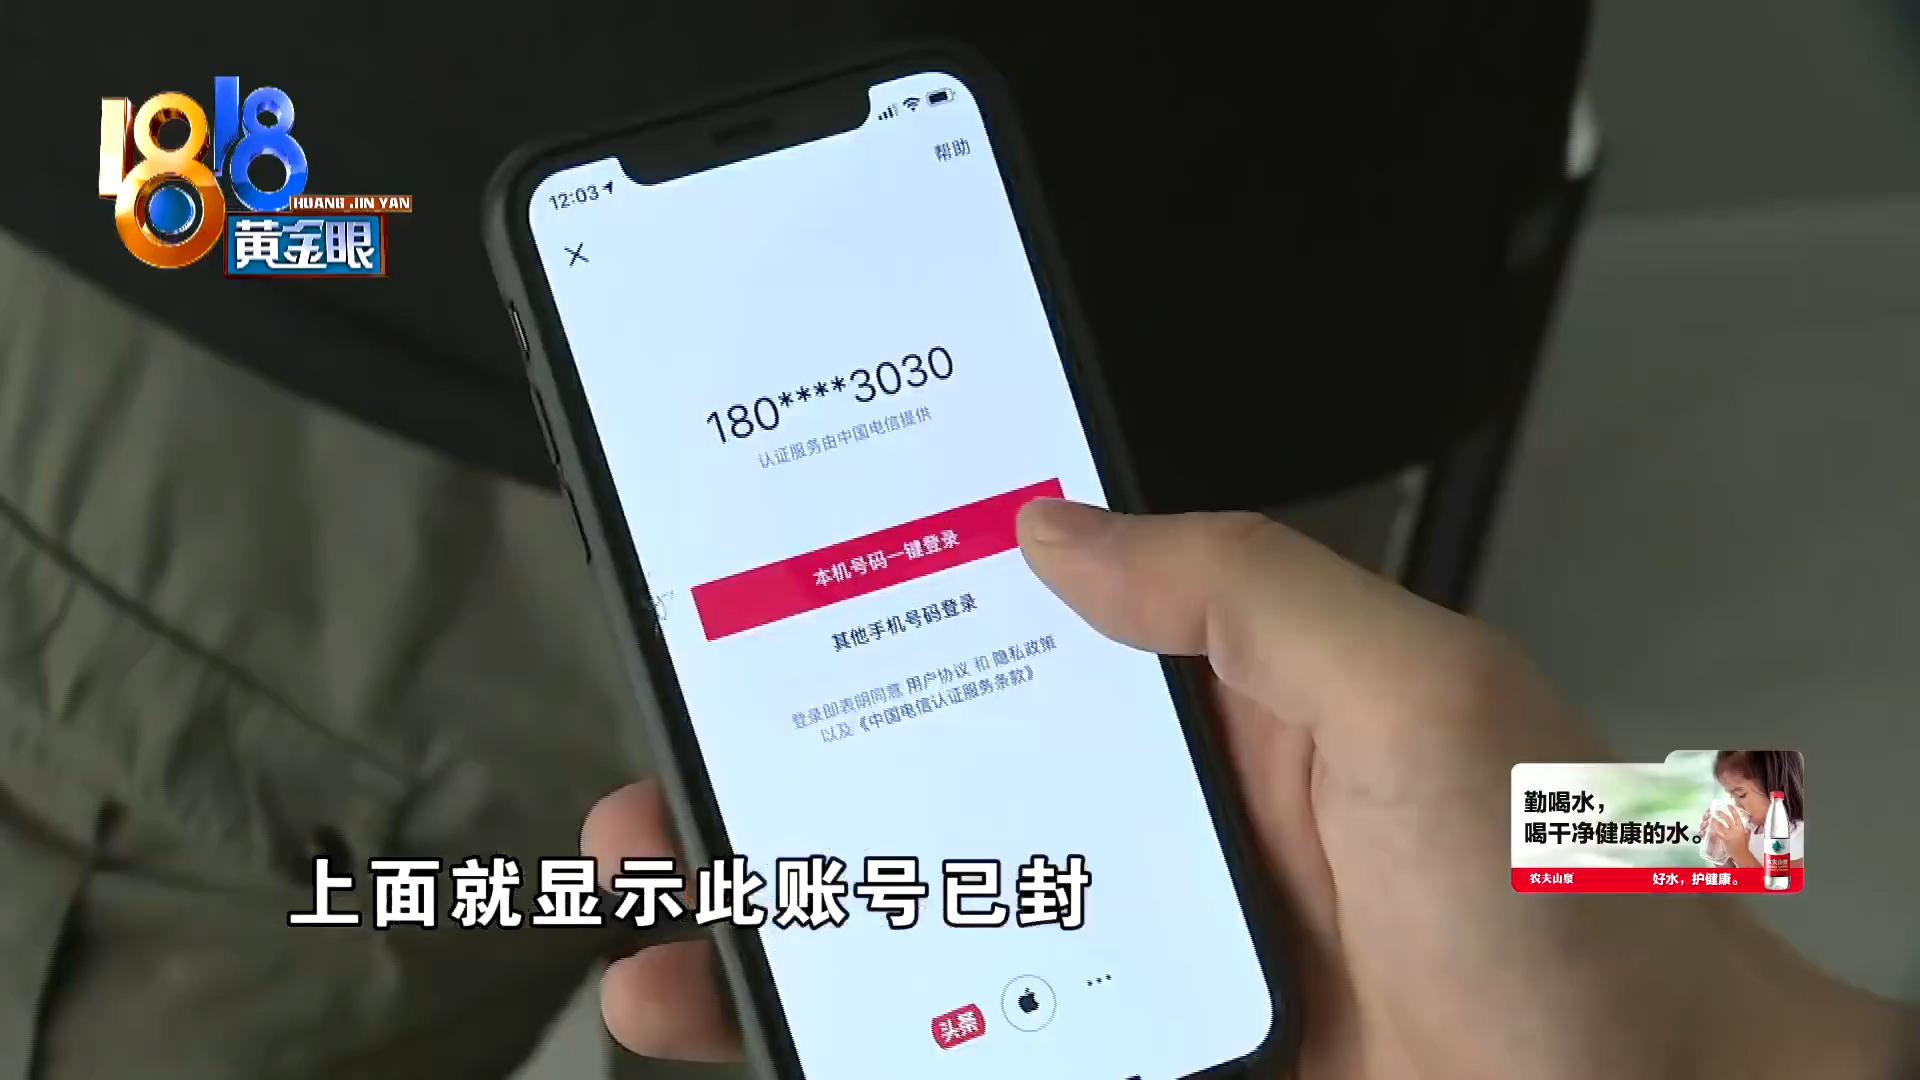 1818
HUANG JIN YAN
黄金眼
12:03
帮助
180****3030
认证服务由中国电信提供
本机号码一键登录
其他手机号码登录
登录即表明同意 用户协议 和 隐私政策
以及《中国电信认证服务条款》
勤喝水，
喝干净健康的水。
农夫山泉
好水，护健康。
上面就显示此账号已封
头条